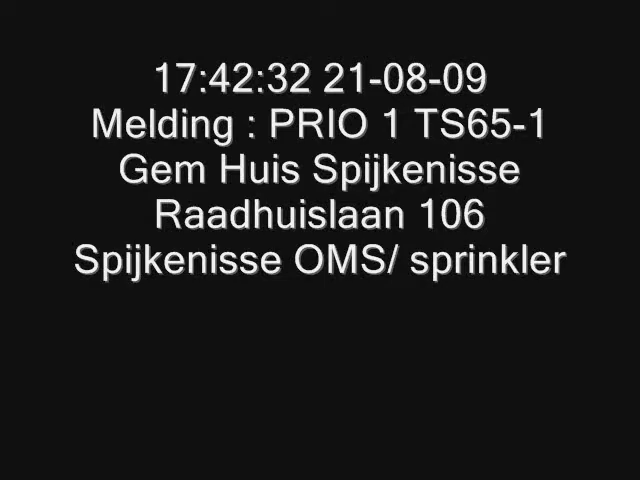 17:42:32 21-08-09
Melding : PRIO 1 TS65-1
Gem Huis Spijkenisse
Raadhuislaan 106
Spijkenisse OMS/ sprinkler